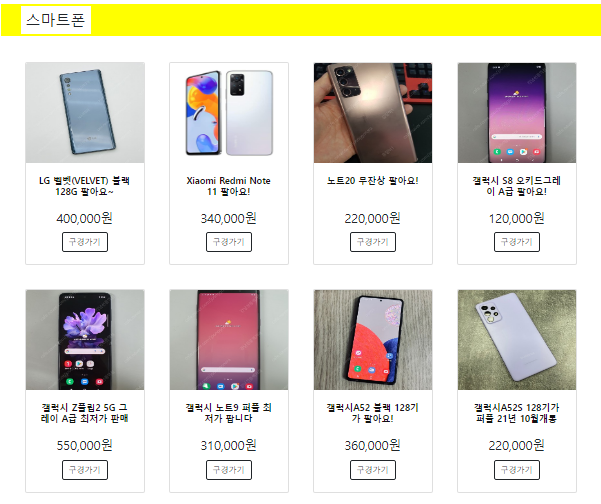 스마트폰
LG 벨벳(VELVET) 블랙
128G 팔아요~
400,000원
구경가기
Xiaomi Redmi Note
11 팔아요!
340,000원
구경가기
노트20 무잔상 팔아요!
220,000원
구경가기
갤럭시 S8 오키드그레
이 A급 팔아요!
120,000원
구경가기
갤럭시 Z플립2 5G 그
레이 A급 최저가 판매
550,000원
구경가기
갤럭시 노트9 퍼플 최
저가 팝니다
310,000원
구경가기
갤럭시A52 블랙 128기
가 팔아요!
360,000원
구경가기
갤럭시A52S 128기가
퍼플 21년 10월개통
220,000원
구경가기